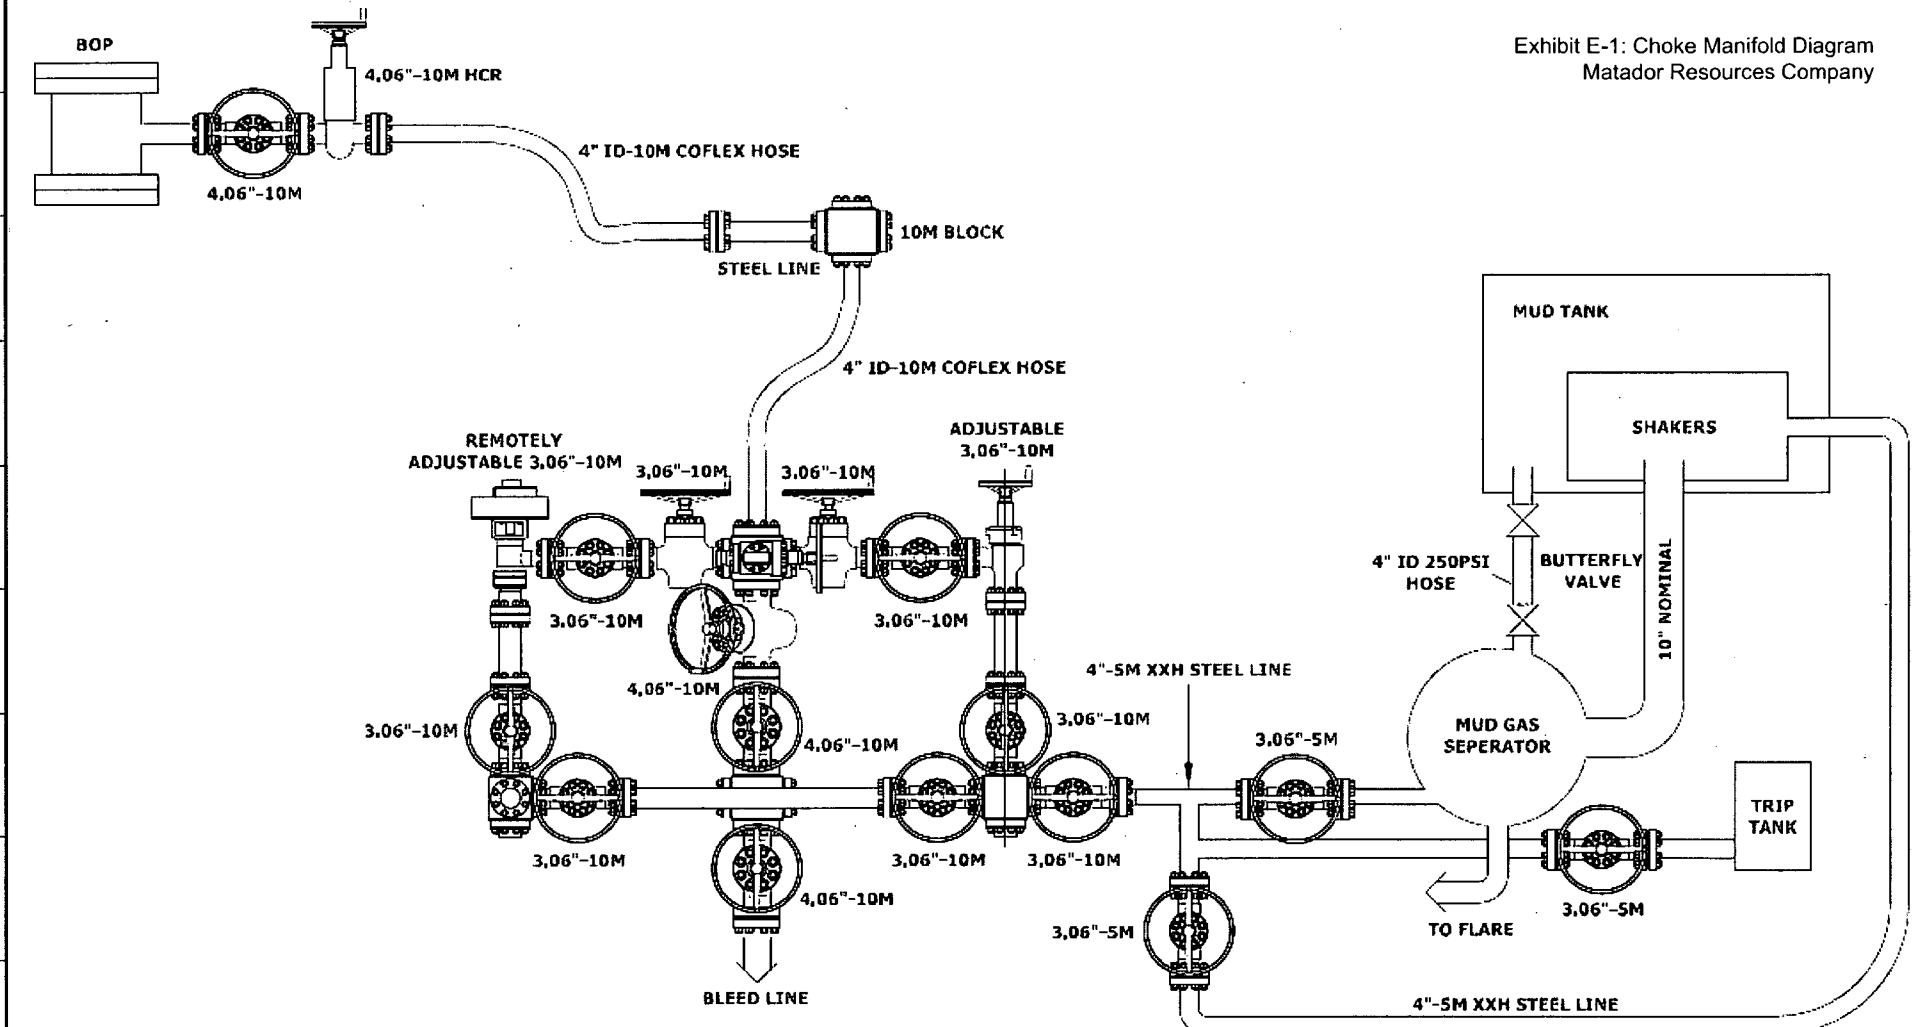 Exhibit E-1: Choke Manifold Diagram
Matador Resources Company
BOP
4.06"-10M HCR
4.06"-10M
4" ID-10M COFLEX HOSE
10M BLOCK
STEEL LINE
4" ID-10M COFLEX HOSE
MUD TANK
SHAKERS
REMOTELY
ADJUSTABLE 3.06"-10M
3.06"-10M
3.06"-10M
ADJUSTABLE
3.06"-10M
4" ID 250PSI
HOSE
BUTTERFLY
VALVE
10" NOMINAL
3.06"-10M
3.06"-10M
4.06"-10M
4"-5M XXH STEEL LINE
3.06"-10M
4.06"-10M
3.06"-10M
3.06"-5M
MUD GAS
SEPERATOR
TRIP
TANK
3.06"-10M
3.06"-10M
3.06"-10M
4.06"-10M
3.06"-5M
3.06"-5M
TO FLARE
BLEED LINE
4"-5M XXH STEEL LINE